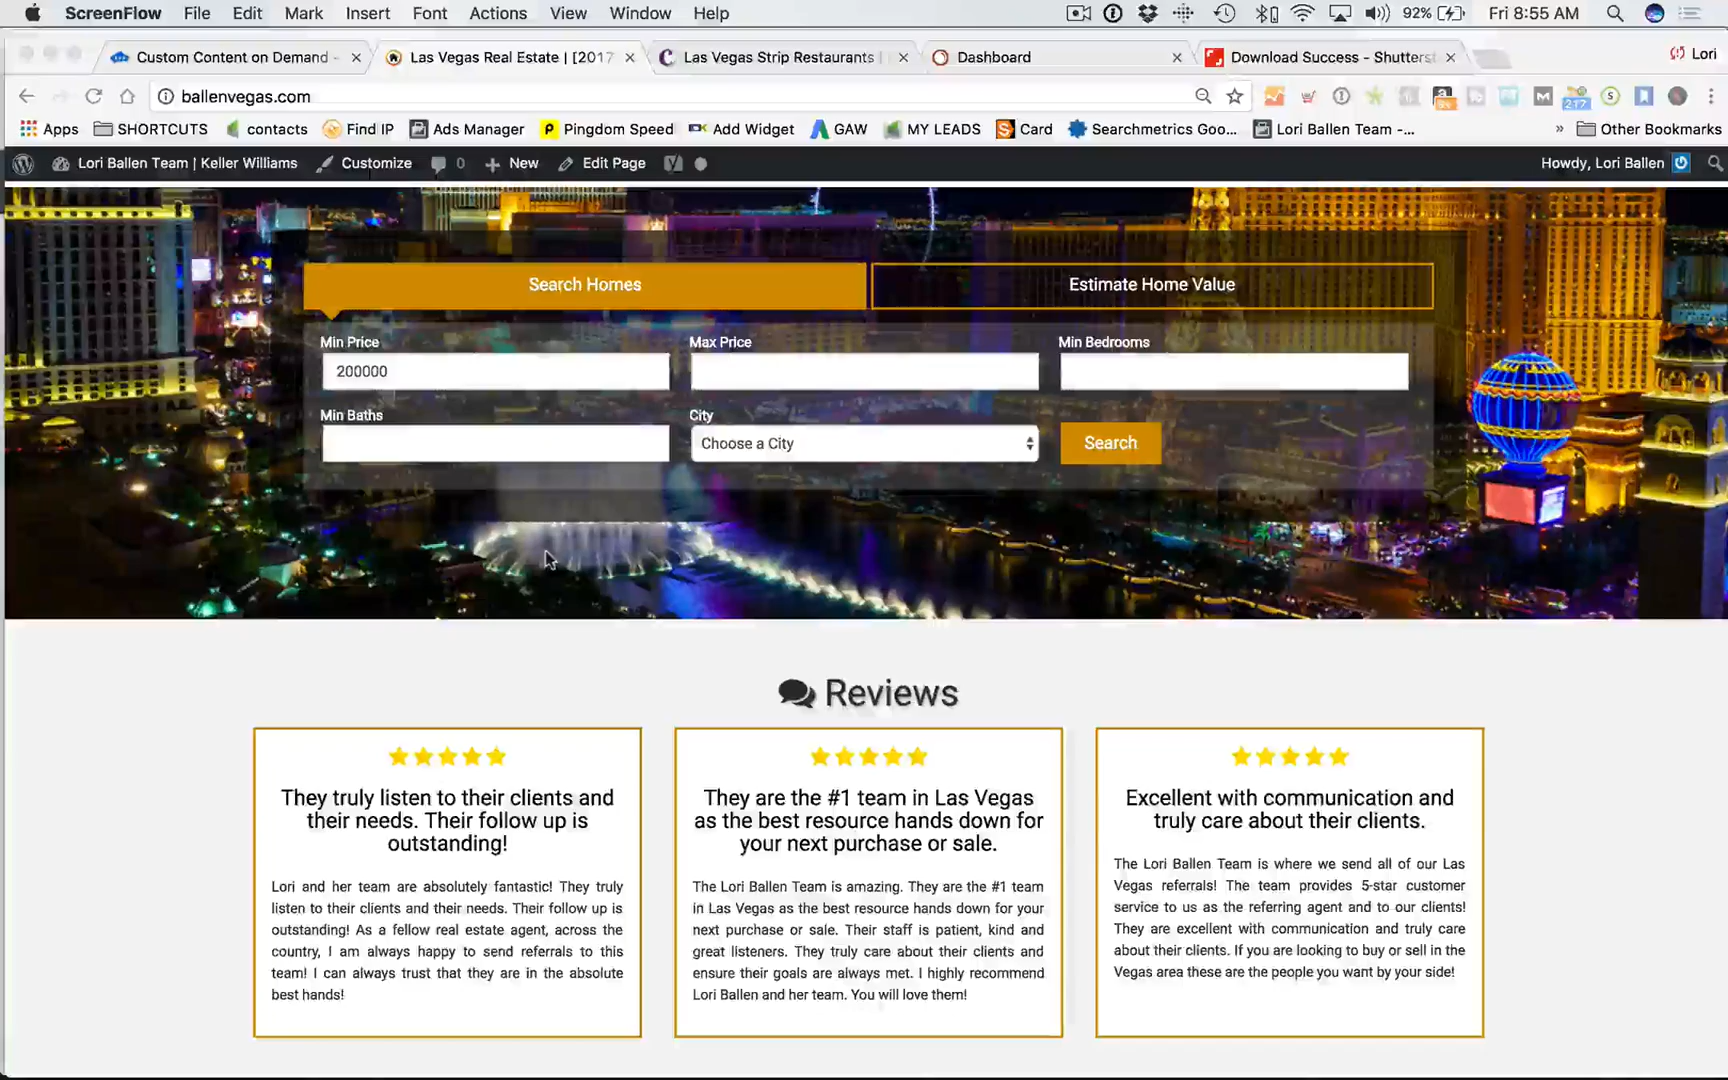 ScreenFlow File Edit Mark Insert Font Actions View Window Help 92% Fri 8:55 AM
Custom Content on Demand - Las Vegas Real Estate | [2017 Las Vegas Strip Restaurants | Dashboard Download Success - Shutterst Lori
ballenvegas.com
Apps SHORTCUTS contacts Find IP Ads Manager Pingdom Speed Add Widget GAW MY LEADS Card Searchmetrics Goo... Lori Ballen Team -... » Other Bookmarks
Lori Ballen Team | Keller Williams Customize 0 New Edit Page Howdy, Lori Ballen
Search Homes Estimate Home Value
Min Price Max Price Min Bedrooms
200000
Min Baths City
Choose a City Search
Reviews
They truly listen to their clients and
their needs. Their follow up is
outstanding!
Lori and her team are absolutely fantastic! They truly
listen to their clients and their needs. Their follow up is
outstanding! As a fellow real estate agent, across the
country, I am always happy to send referrals to this
team! I can always trust that they are in the absolute
best hands!
They are the #1 team in Las Vegas
as the best resource hands down for
your next purchase or sale.
The Lori Ballen Team is amazing. They are the #1 team
in Las Vegas as the best resource hands down for your
next purchase or sale. Their staff is patient, kind and
great listeners. They truly care about their clients and
ensure their goals are always met. I highly recommend
Lori Ballen and her team. You will love them!
Excellent with communication and
truly care about their clients.
The Lori Ballen Team is where we send all of our Las
Vegas referrals! The team provides 5-star customer
service to us as the referring agent and to our clients!
They are excellent with communication and truly care
about their clients. If you are looking to buy or sell in the
Vegas area these are the people you want by your side!